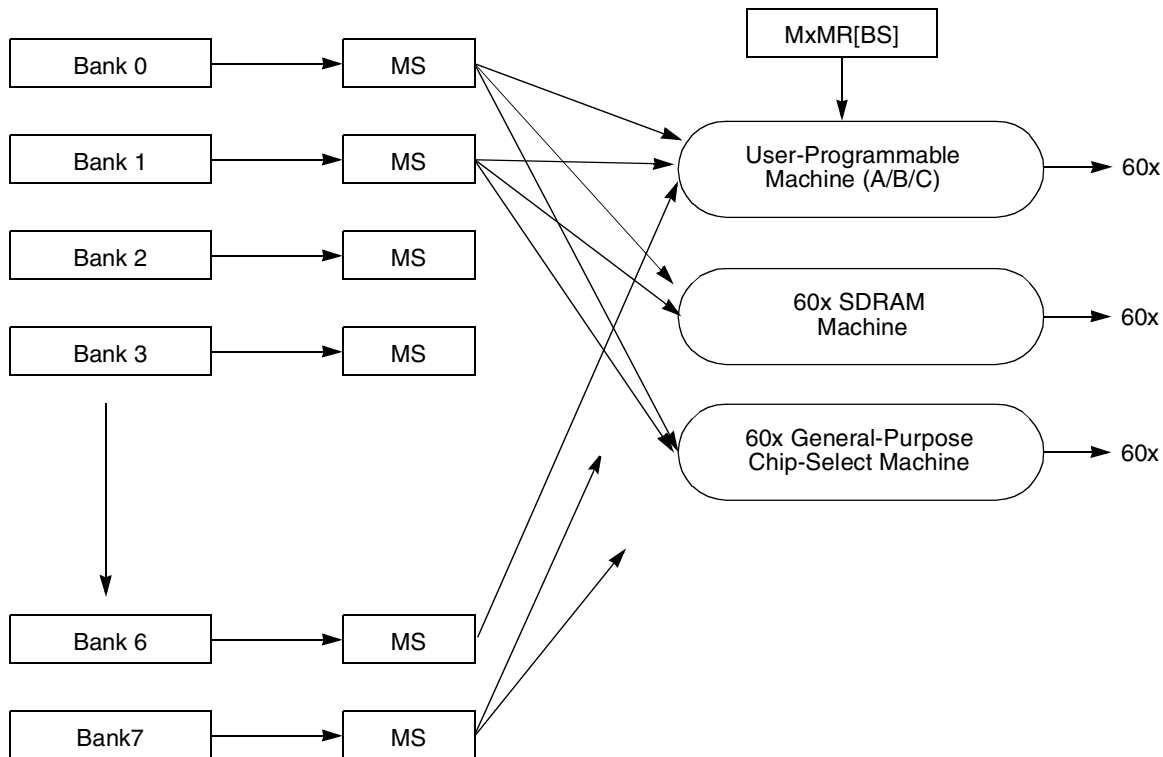 MxMR[BS]
Bank 0
MS
Bank 1
MS
User-Programmable
Machine (A/B/C)
60x
Bank 2
MS
60x SDRAM
Machine
60x
Bank 3
MS
60x General-Purpose
Chip-Select Machine
60x
Bank 6
MS
Bank7
MS